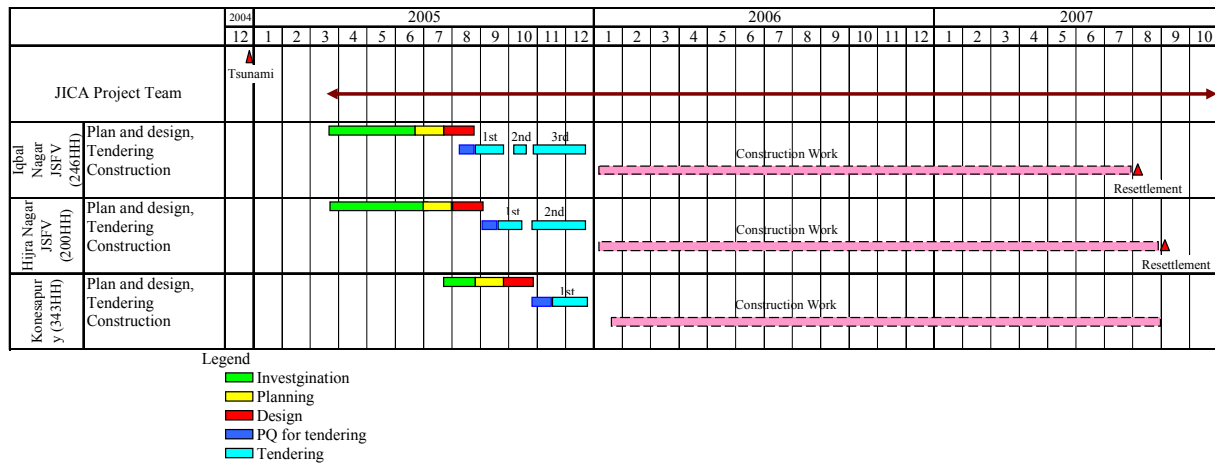 2004 2005 2006 2007
12 1 2 3 4 5 6 7 8 9 10 11 12 1 2 3 4 5 6 7 8 9 10 11 12 1 2 3 4 5 6 7 8 9 10
Tsunami
JICA Project Team
Iqbal
Nagar
JSFV
(246HH)
Plan and design,
Tendering
Construction
1st 2nd 3rd
Construction Work
Resettlement
Hijra Nagar
JSFV
(200HH)
Plan and design,
Tendering
Construction
1st 2nd
Construction Work
Resettlement
Konesapur
y (343HH)
Plan and design,
Tendering
Construction
1st
Construction Work
Legend
Investgination
Planning
Design
PQ for tendering
Tendering